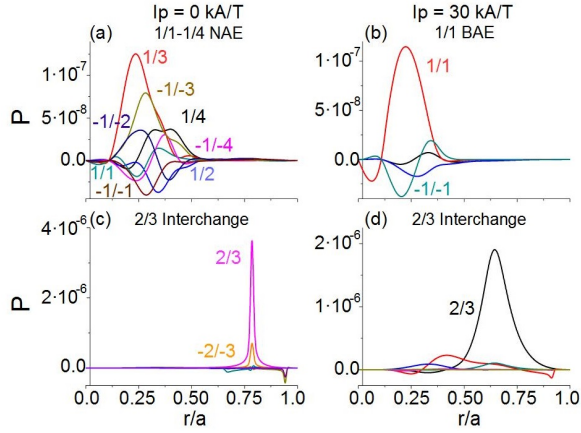 Ip = 0 kA/T
Ip = 30 kA/T
1/1-1/4 NAE
1/1 BAE
(a)
(b)
P
1·10⁻⁷
5·10⁻⁸
0.0
1/3
-1/-3
-1/-2
1/4
-1/-4
1/1
1/2
-1/-1
1·10⁻⁷
5·10⁻⁸
0.0
1/1
-1/-1
2/3 Interchange
2/3 Interchange
(c)
(d)
P
4·10⁻⁶
2·10⁻⁶
0.0
2/3
-2/-3
2·10⁻⁶
1·10⁻⁶
0.0
2/3
0.0 0.25 0.50 0.75 1.0
0.0 0.25 0.50 0.75 1.0
r/a
r/a